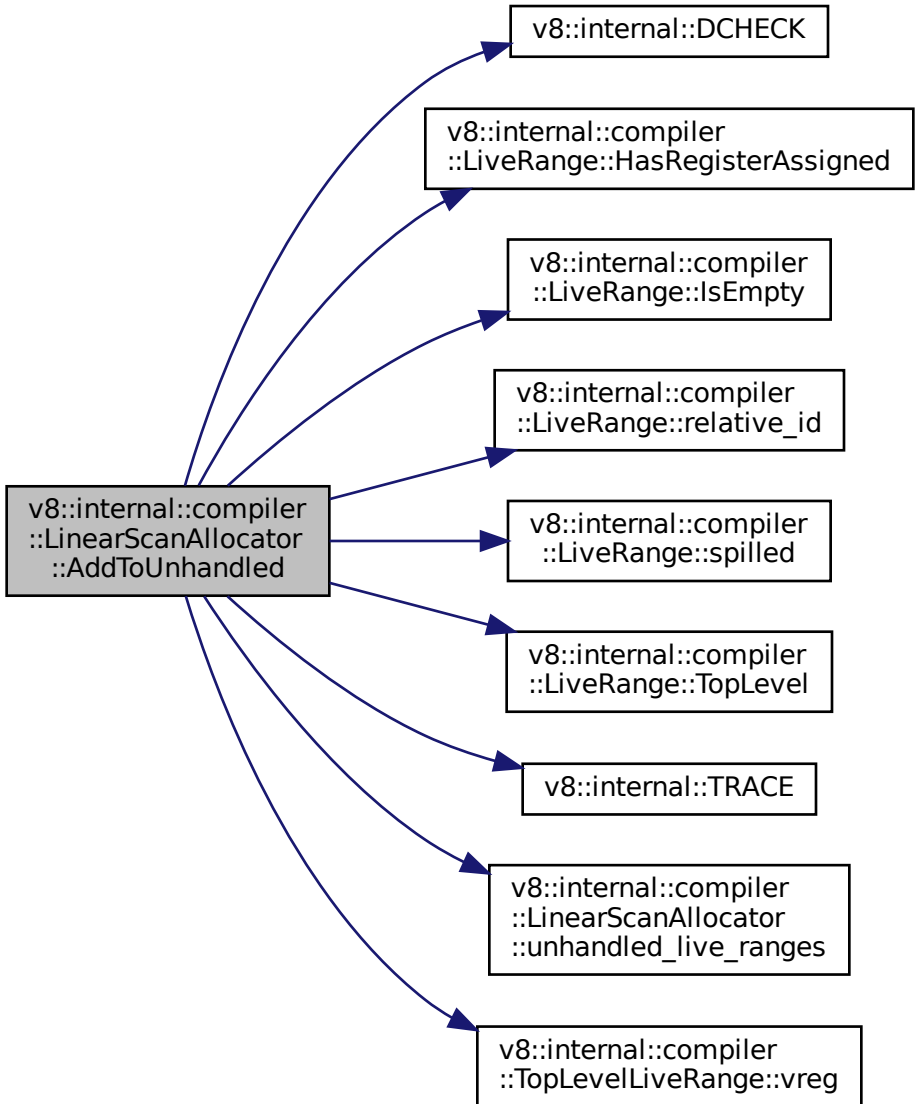 v8::internal::DCHECK
v8::internal::compiler
::LiveRange::HasRegisterAssigned
v8::internal::compiler
::LiveRange::IsEmpty
v8::internal::compiler
::LiveRange::relative_id
v8::internal::compiler
::LinearScanAllocator
::AddToUnhandled
v8::internal::compiler
::LiveRange::spilled
v8::internal::compiler
::LiveRange::TopLevel
v8::internal::TRACE
v8::internal::compiler
::LinearScanAllocator
::unhandled_live_ranges
v8::internal::compiler
::TopLevelLiveRange::vreg